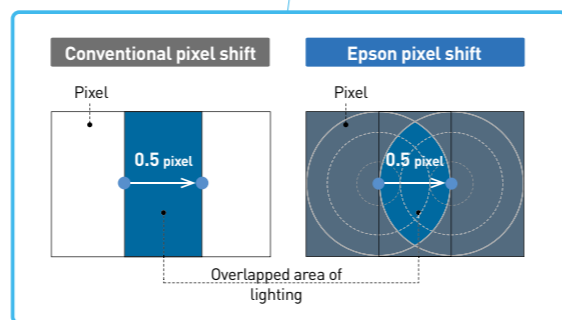 Conventional pixel shift
Epson pixel shift
Pixel
Pixel
0.5 pixel
0.5 pixel
Overlapped area of
lighting